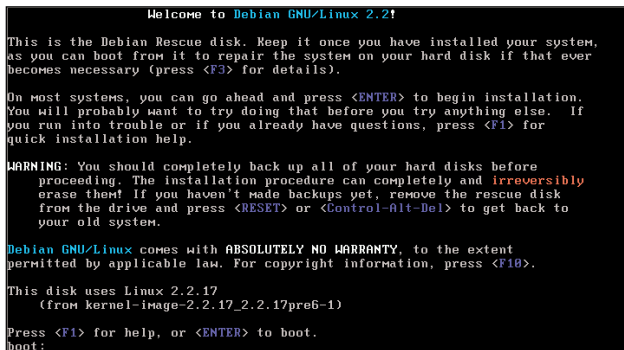 Welcome to Debian GNU/Linux 2.2!
This is the Debian Rescue disk. Keep it once you have installed your system,
as you can boot from it to repair the system on your hard disk if that ever
becomes necessary (press <F3> for details).
On most systems, you can go ahead and press <ENTER> to begin installation.
You will probably want to try doing that before you try anything else.  If
you run into trouble or if you already have questions, press <F1> for
quick installation help.
WARNING: You should completely back up all of your hard disks before
proceeding. The installation procedure can completely and irreversibly
erase them! If you haven't made backups yet, remove the rescue disk
from the drive and press <RESET> or <Control-Alt-Del> to get back to
your old system.
Debian GNU/Linux comes with ABSOLUTELY NO WARRANTY, to the extent
permitted by applicable law. For copyright information, press <F10>.
This disk uses Linux 2.2.17
(from kernel-image-2.2.17_2.2.17pre6-1)
Press <F1> for help, or <ENTER> to boot.
boot: